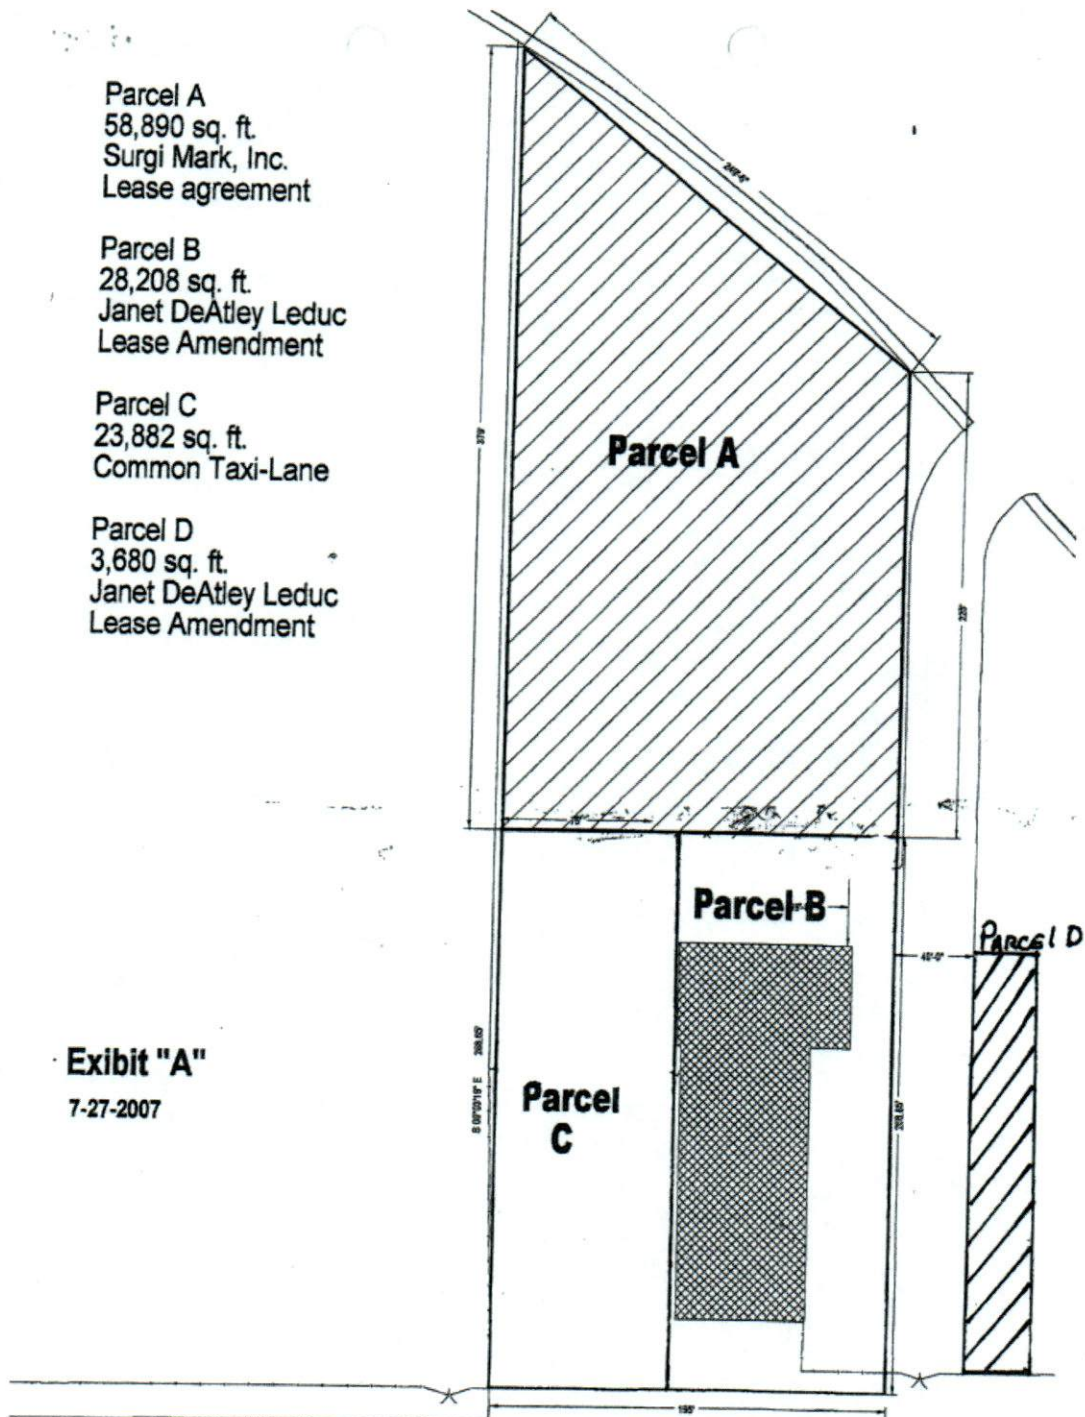 Parcel A
58,890 sq. ft.
Surgi Mark, Inc.
Lease agreement
Parcel B
28,208 sq. ft.
Janet DeAtley Leduc
Lease Amendment
Parcel C
23,882 sq. ft.
Common Taxi-Lane
Parcel D
3,680 sq. ft.
Janet DeAtley Leduc
Lease Amendment
379'
Parcel A
Parcel B
PARCEl D
Parcel
C
Exibit "A"
7-27-2007